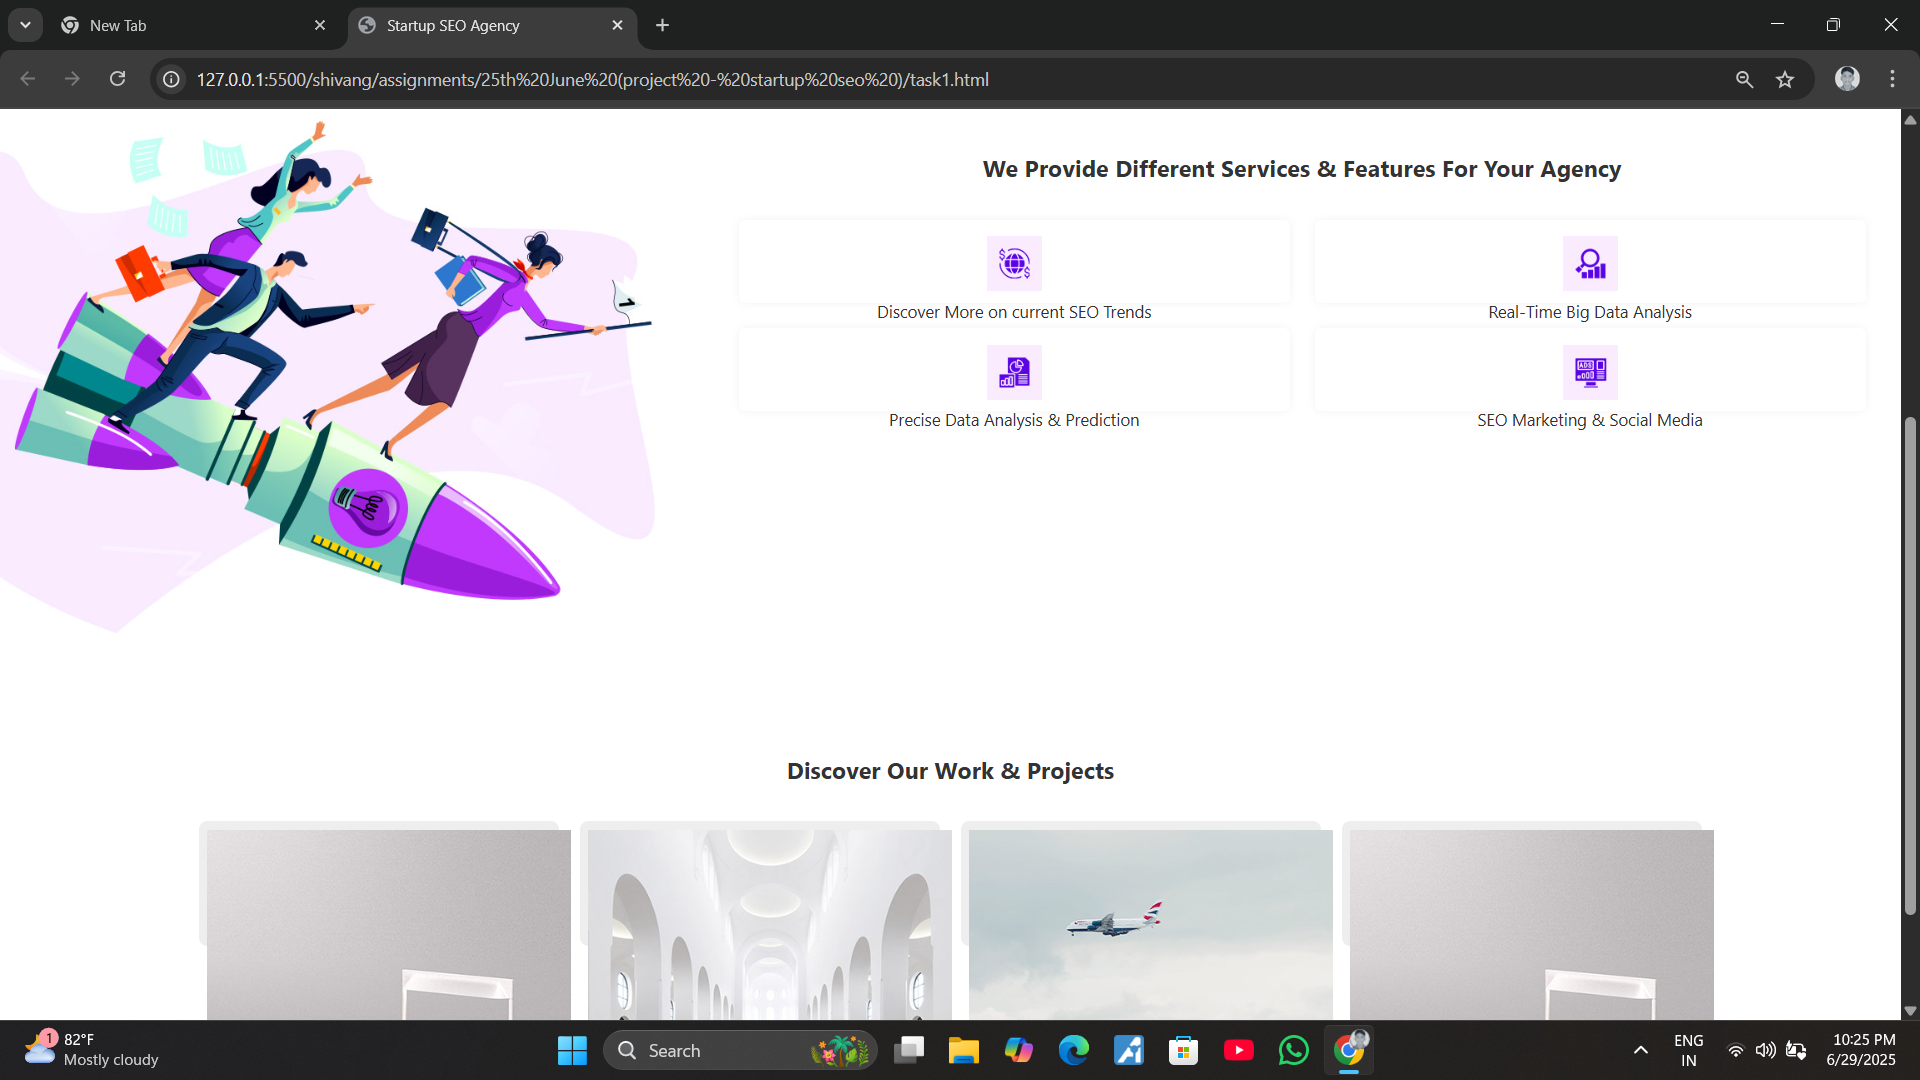 New Tab
Startup SEO Agency
127.0.0.1:5500/shivang/assignments/25th%20June%20(project%20-%20startup%20seo%20)/task1.html
We Provide Different Services & Features For Your Agency
Discover More on current SEO Trends
Real-Time Big Data Analysis
ADS
Precise Data Analysis & Prediction
SEO Marketing & Social Media
1
Discover Our Work & Projects
1
82°F
Mostly cloudy
Search
ENG
IN
10:25 PM
6/29/2025